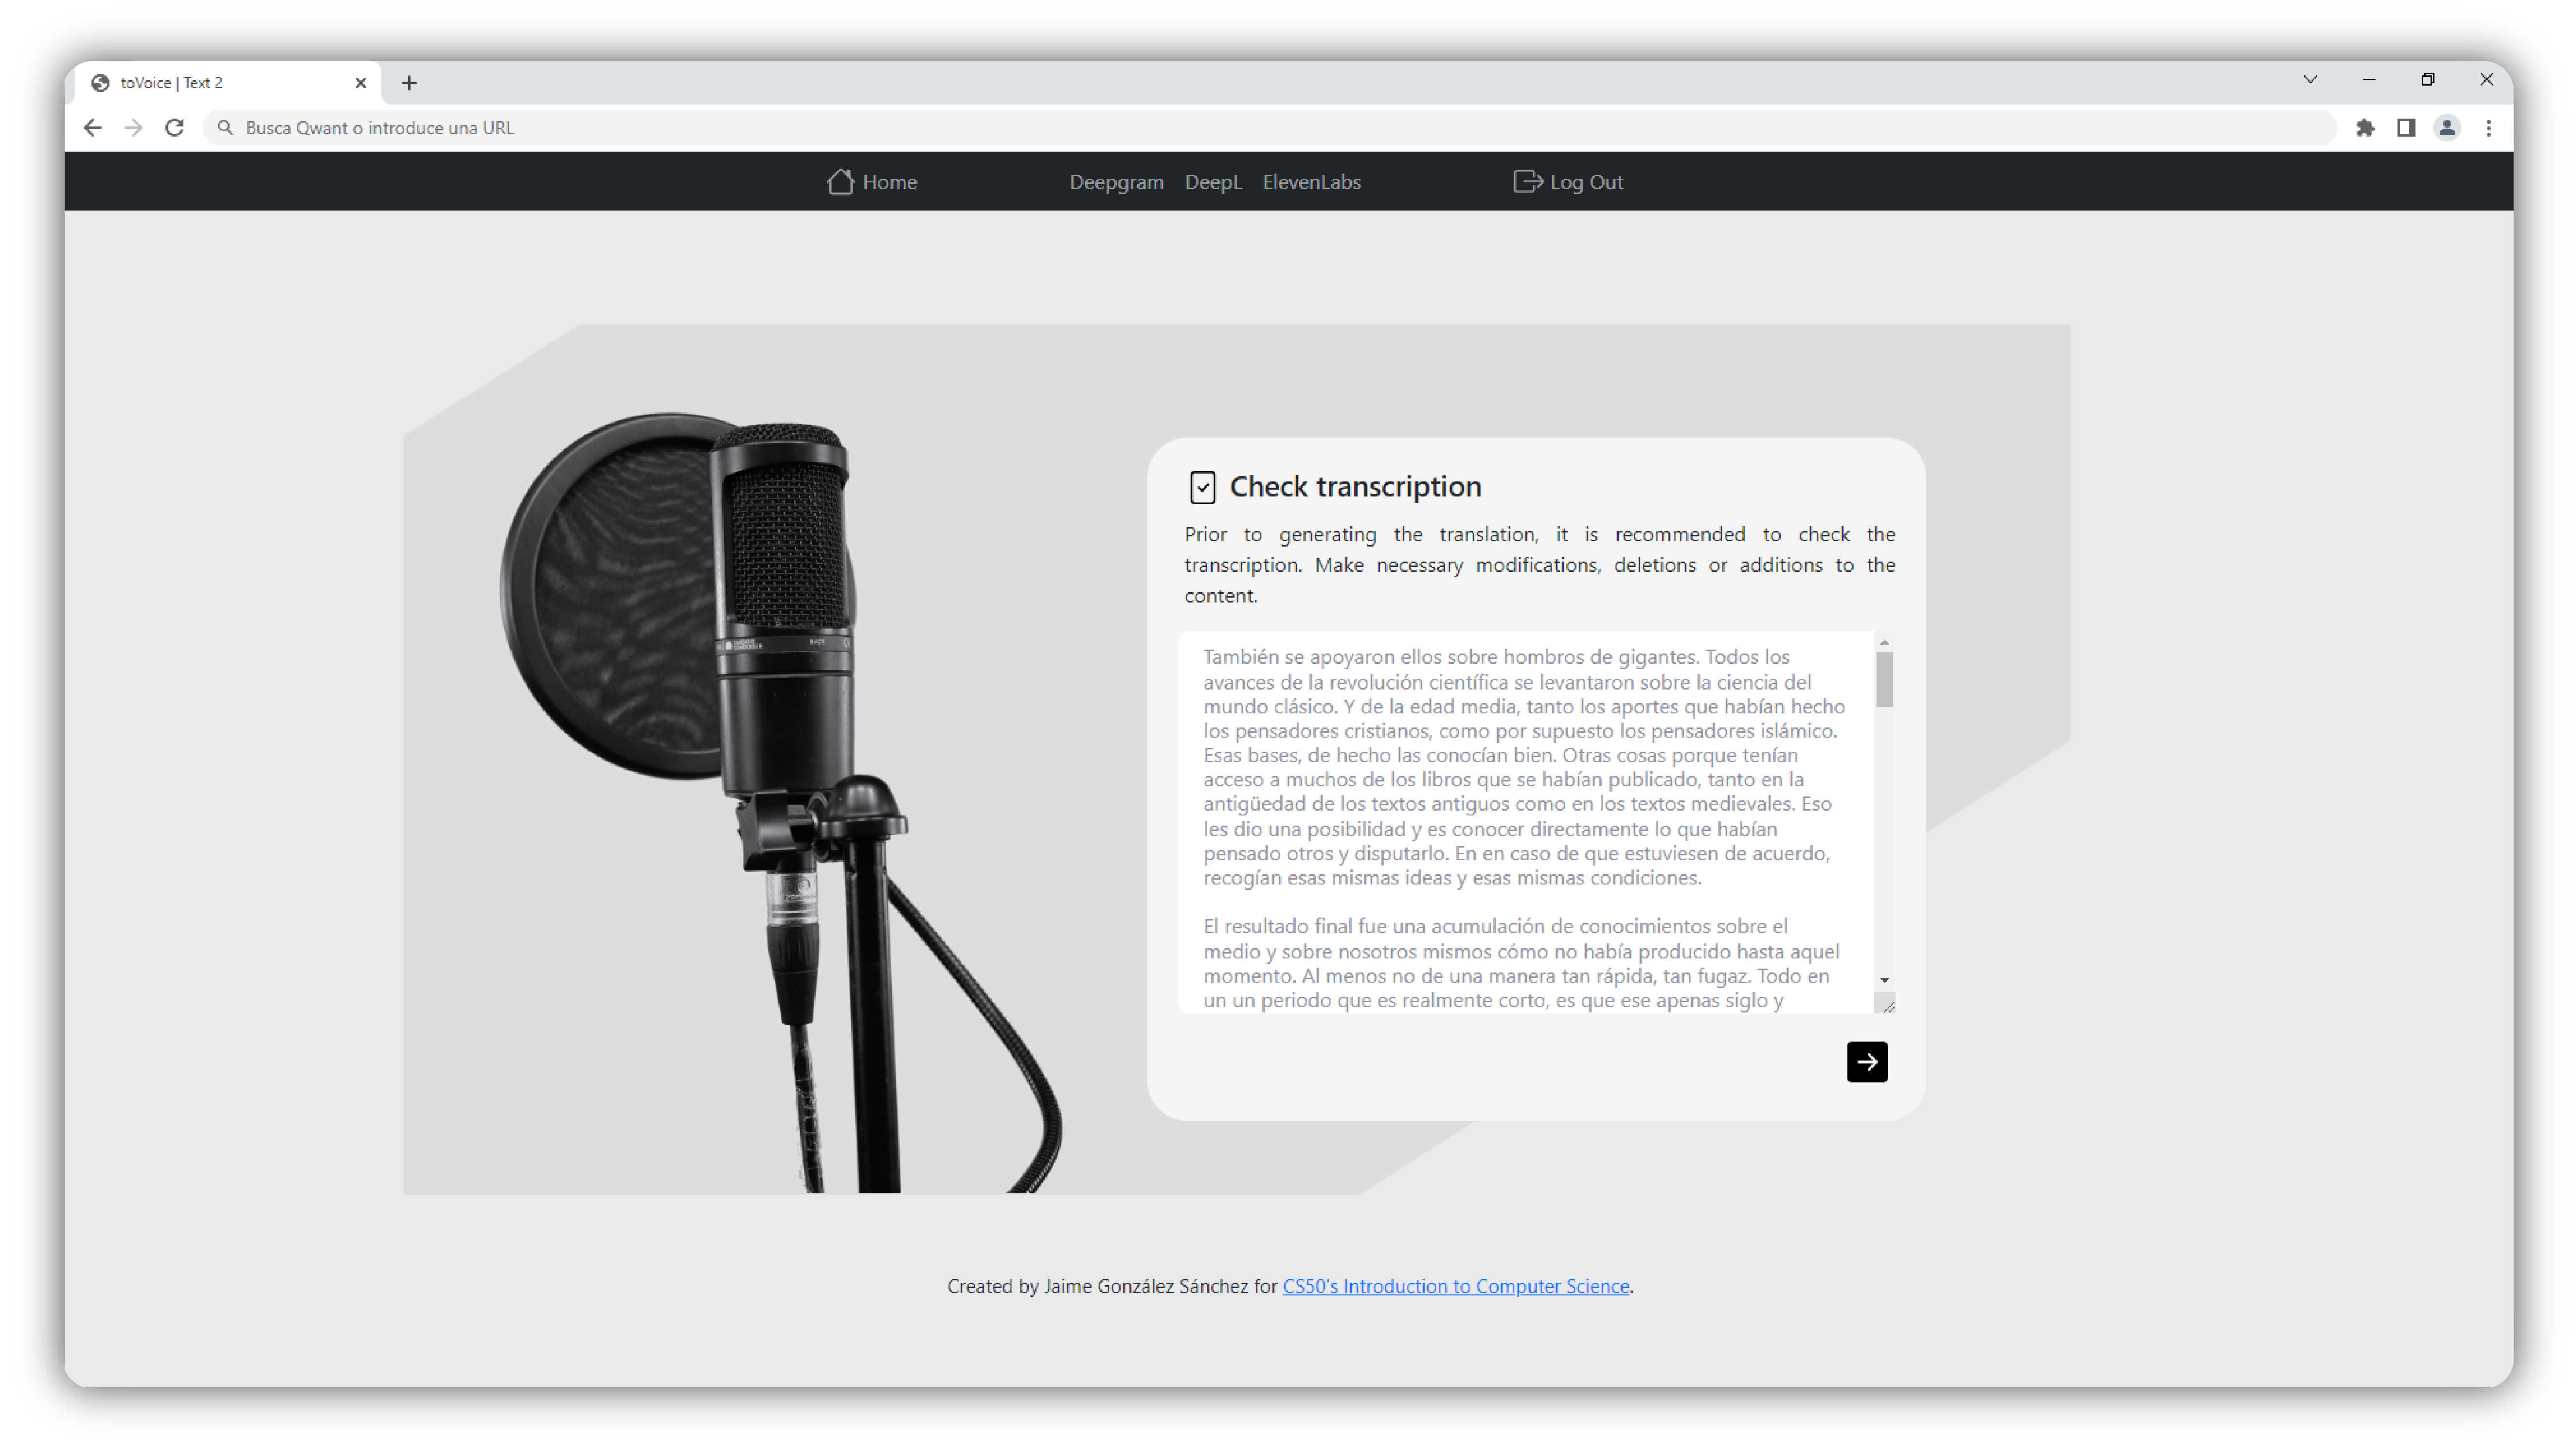 toVoice | Text 2
Busca Qwant o introduce una URL
Home Deepgram DeepL ElevenLabs Log Out
Check transcription
Prior to generating the translation, it is recommended to check the
transcription. Make necessary modifications, deletions or additions to the
content.
También se apoyaron ellos sobre hombros de gigantes. Todos los
avances de la revolución científica se levantaron sobre la ciencia del
mundo clásico. Y de la edad media, tanto los aportes que habían hecho
los pensadores cristianos, como por supuesto los pensadores islámico.
Esas bases, de hecho las conocían bien. Otras cosas porque tenían
acceso a muchos de los libros que se habían publicado, tanto en la
antigüedad de los textos antiguos como en los textos medievales. Eso
les dio una posibilidad y es conocer directamente lo que habían
pensado otros y disputarlo. En en caso de que estuviesen de acuerdo,
recogían esas mismas ideas y esas mismas condiciones.
El resultado final fue una acumulación de conocimientos sobre el
medio y sobre nosotros mismos cómo no había producido hasta aquel
momento. Al menos no de una manera tan rápida, tan fugaz. Todo en
un un periodo que es realmente corto, es que ese apenas siglo y
Created by Jaime González Sánchez for CS50's Introduction to Computer Science.